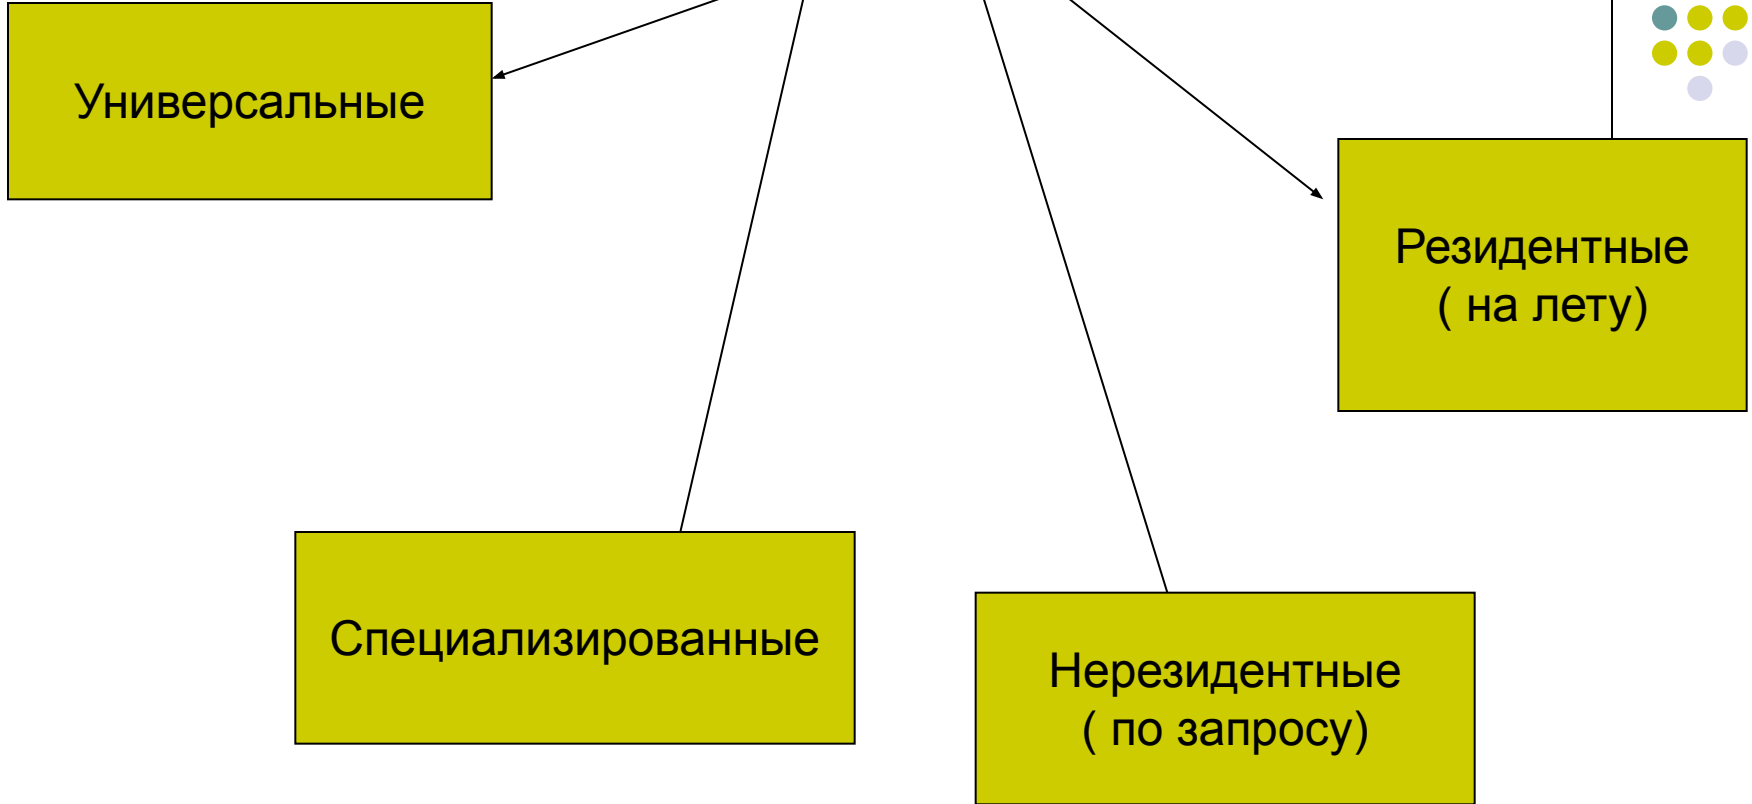 Универсальные
Резидентные
( на лету)
Специализированные
Нерезидентные
( по запросу)